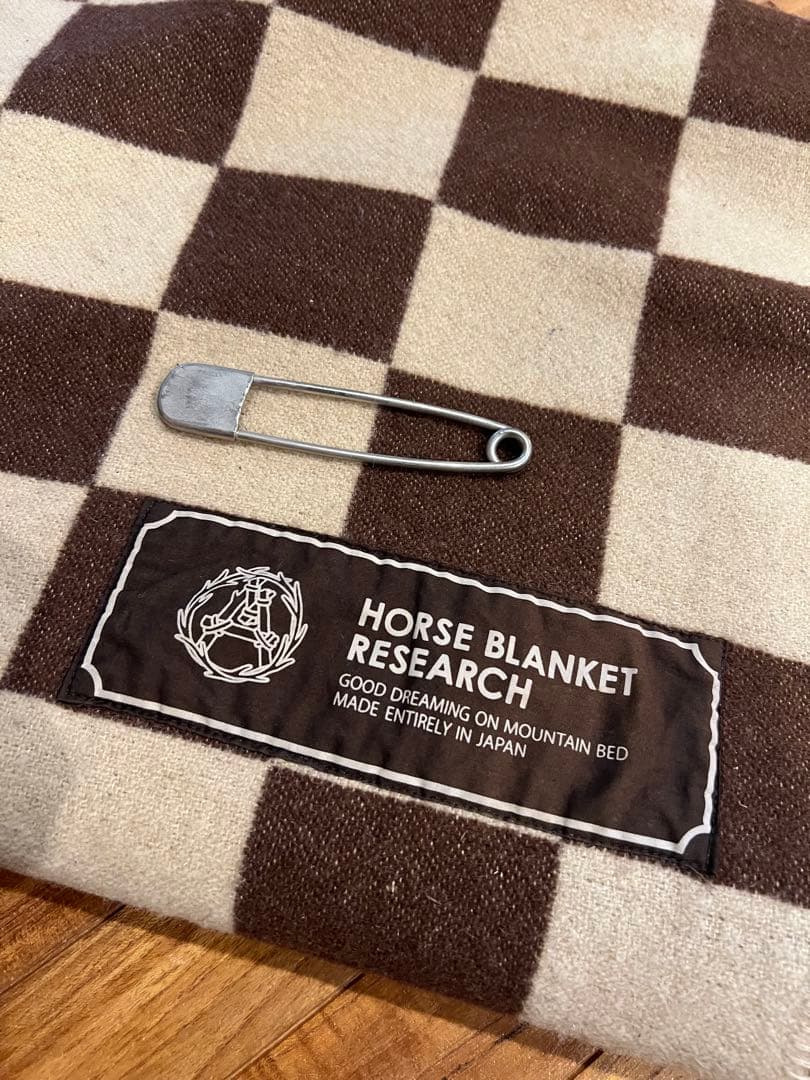 HORSE BLANKET
RESEARCH
GOOD DREAMING ON MOUNTAIN BED
MADE ENTIRELY IN JAPAN